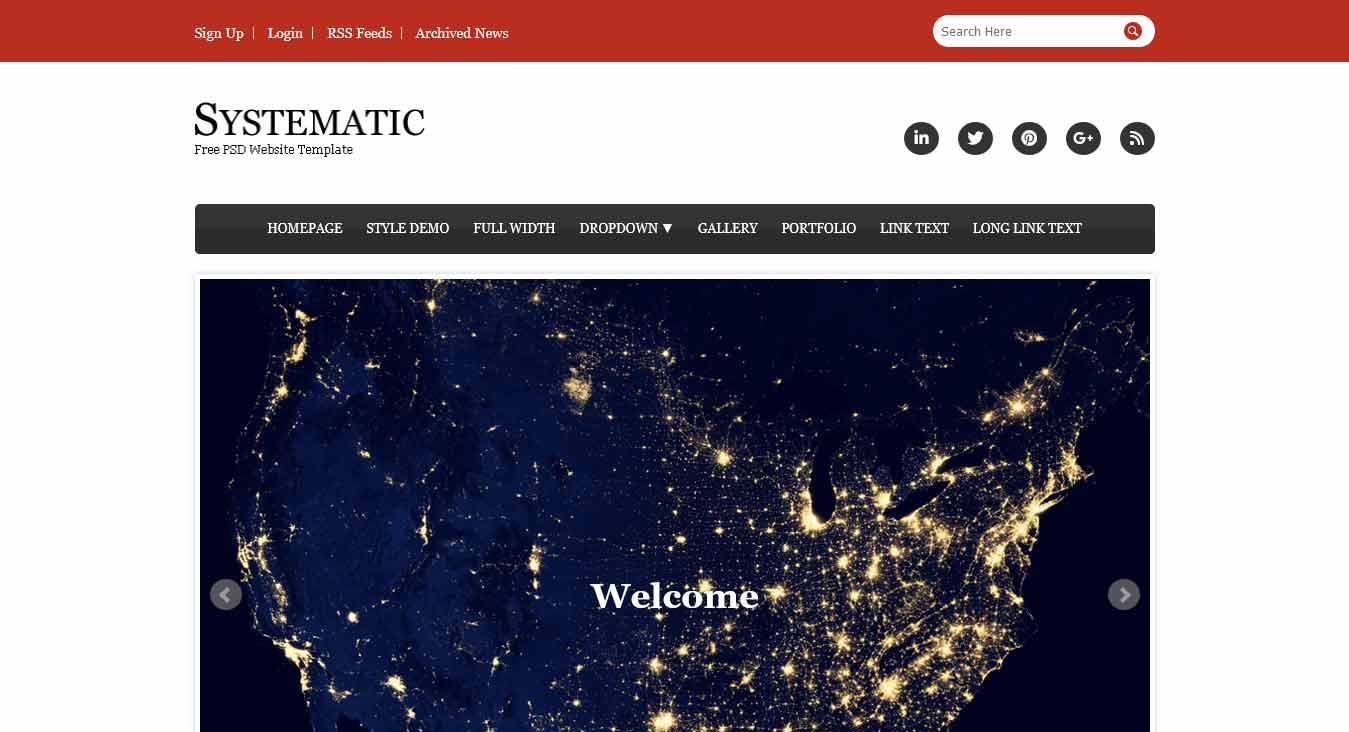 Sign Up | Login | RSS Feeds | Archived News
Search Here
SYSTEMATIC
Free PSD Website Template
HOMEPAGE STYLE DEMO FULL WIDTH DROPDOWN ▼ GALLERY PORTFOLIO LINK TEXT LONG LINK TEXT
Welcome